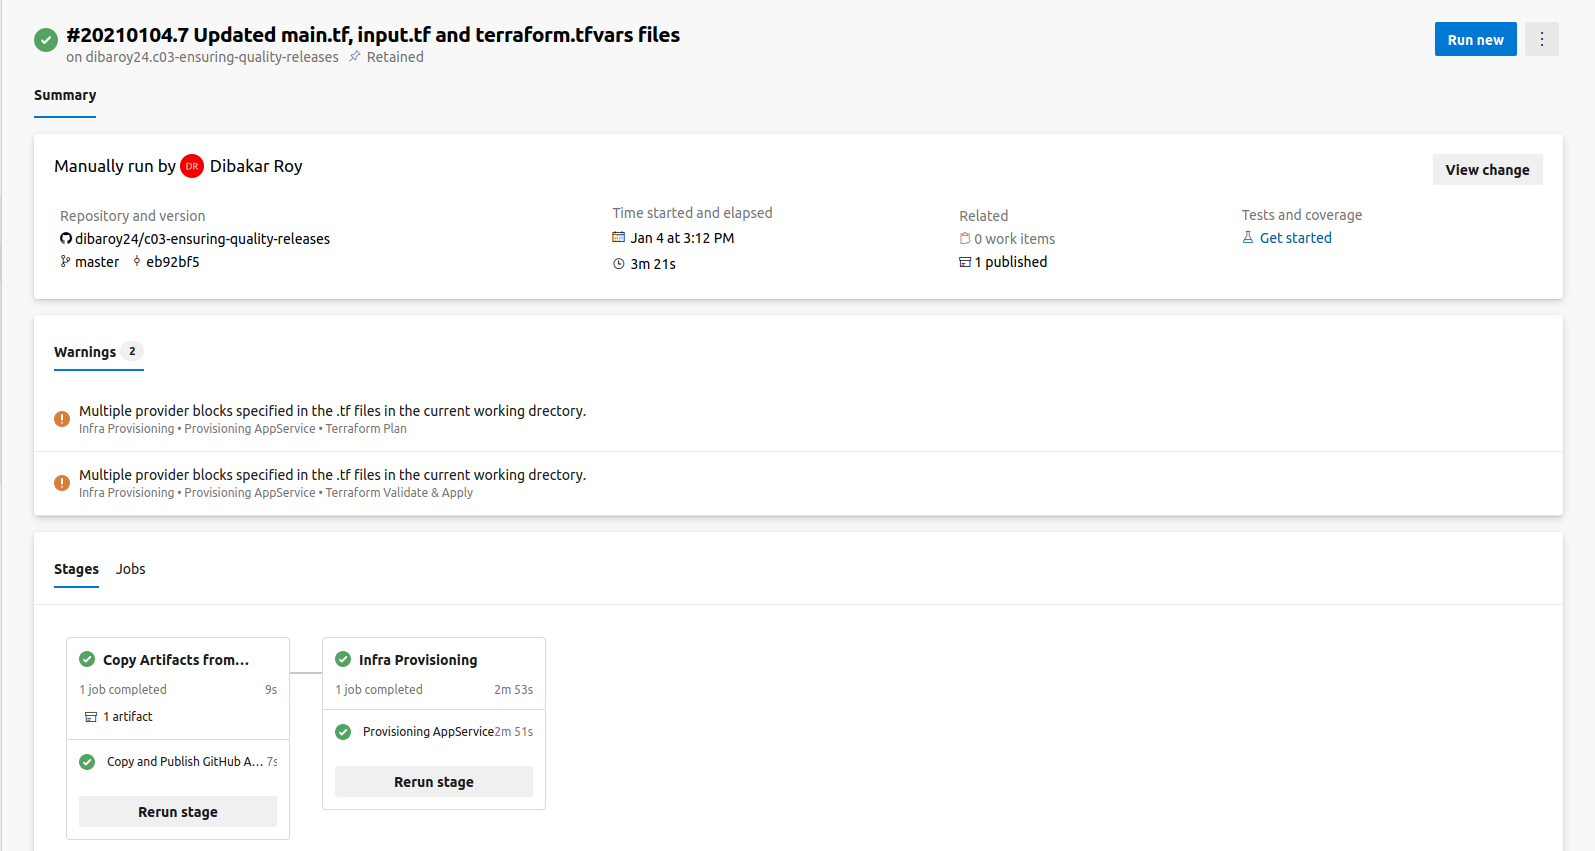 #20210104.7 Updated main.tf, input.tf and terraform.tfvars files
on dibaroy24.c03-ensuring-quality-releases Retained
Run new
Summary
Manually run by DR Dibakar Roy
View change
Repository and version
dibaroy24/c03-ensuring-quality-releases
master eb92bf5
Time started and elapsed
Jan 4 at 3:12 PM
3m 21s
Related
0 work items
1 published
Tests and coverage
Get started
Warnings 2
Multiple provider blocks specified in the .tf files in the current working drectory.
Infra Provisioning • Provisioning AppService • Terraform Plan
Multiple provider blocks specified in the .tf files in the current working drectory.
Infra Provisioning • Provisioning AppService • Terraform Validate & Apply
Stages Jobs
Copy Artifacts from...
1 job completed 9s
1 artifact
Copy and Publish GitHub A... 7s
Rerun stage
Infra Provisioning
1 job completed 2m 53s
Provisioning AppService 2m 51s
Rerun stage